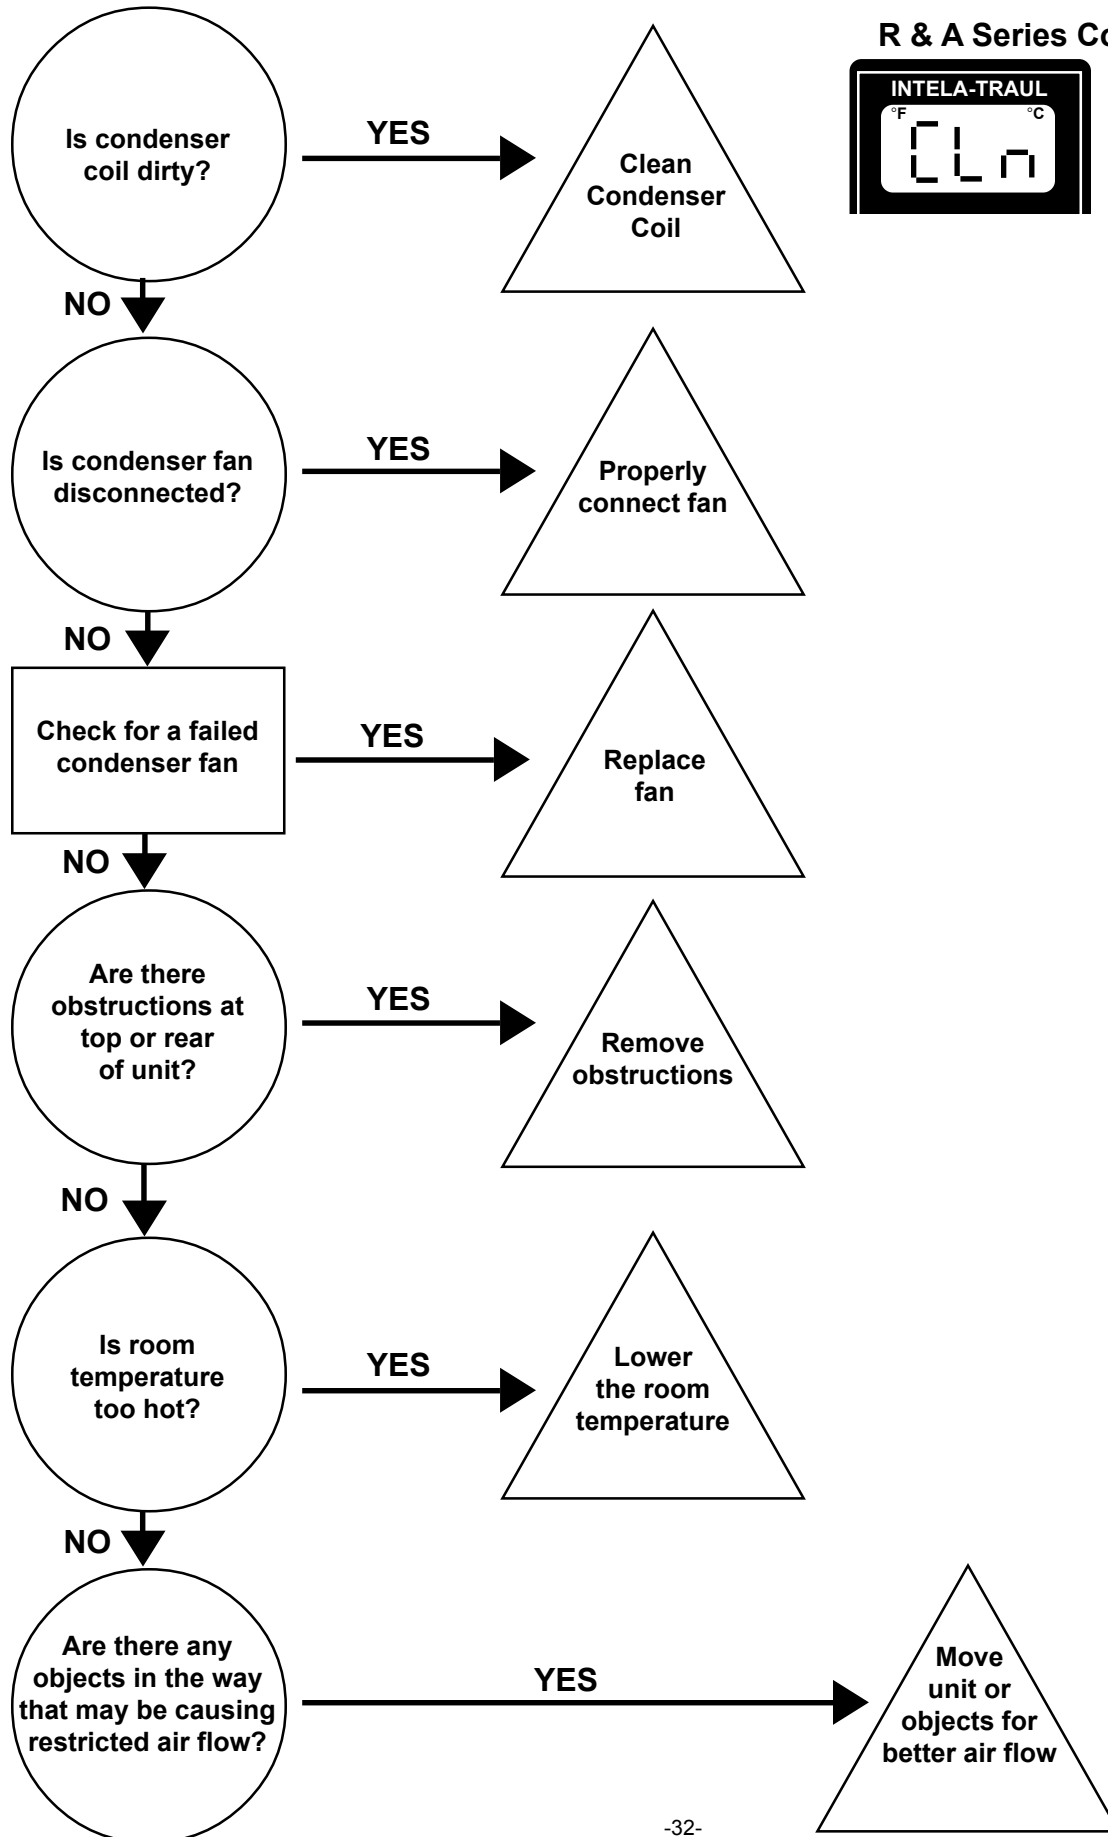 R & A Series Co
INTELA-TRAUL
°F °C
CLn
Is condenser
coil dirty?
YES
Clean
Condenser
Coil
NO
Is condenser fan
disconnected?
YES
Properly
connect fan
NO
Check for a failed
condenser fan
YES
Replace
fan
NO
Are there
obstructions at
top or rear
of unit?
YES
Remove
obstructions
NO
Is room
temperature
too hot?
YES
Lower
the room
temperature
NO
Are there any
objects in the way
that may be causing
restricted air flow?
YES
Move
unit or
objects for
better air flow
-32-